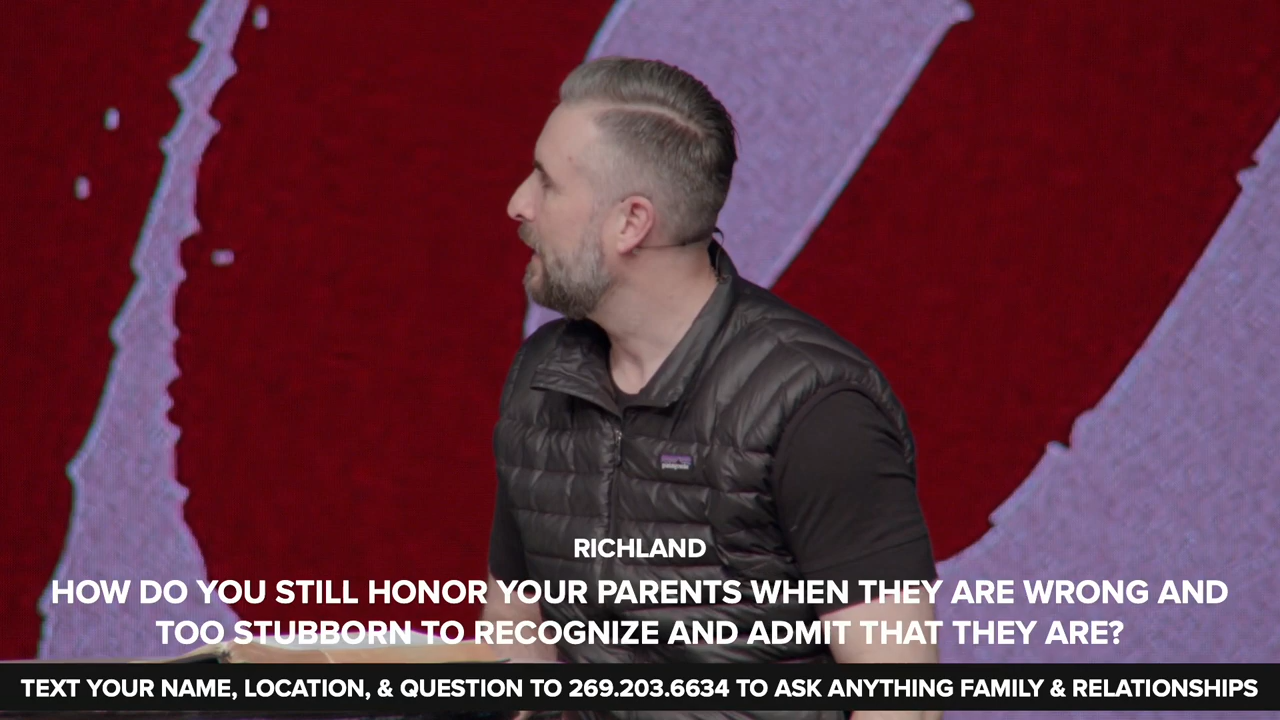 patagonia
RICHLAND
HOW DO YOU STILL HONOR YOUR PARENTS WHEN THEY ARE WRONG AND
TOO STUBBORN TO RECOGNIZE AND ADMIT THAT THEY ARE?
TEXT YOUR NAME, LOCATION, & QUESTION TO 269.203.6634 TO ASK ANYTHING FAMILY & RELATIONSHIPS